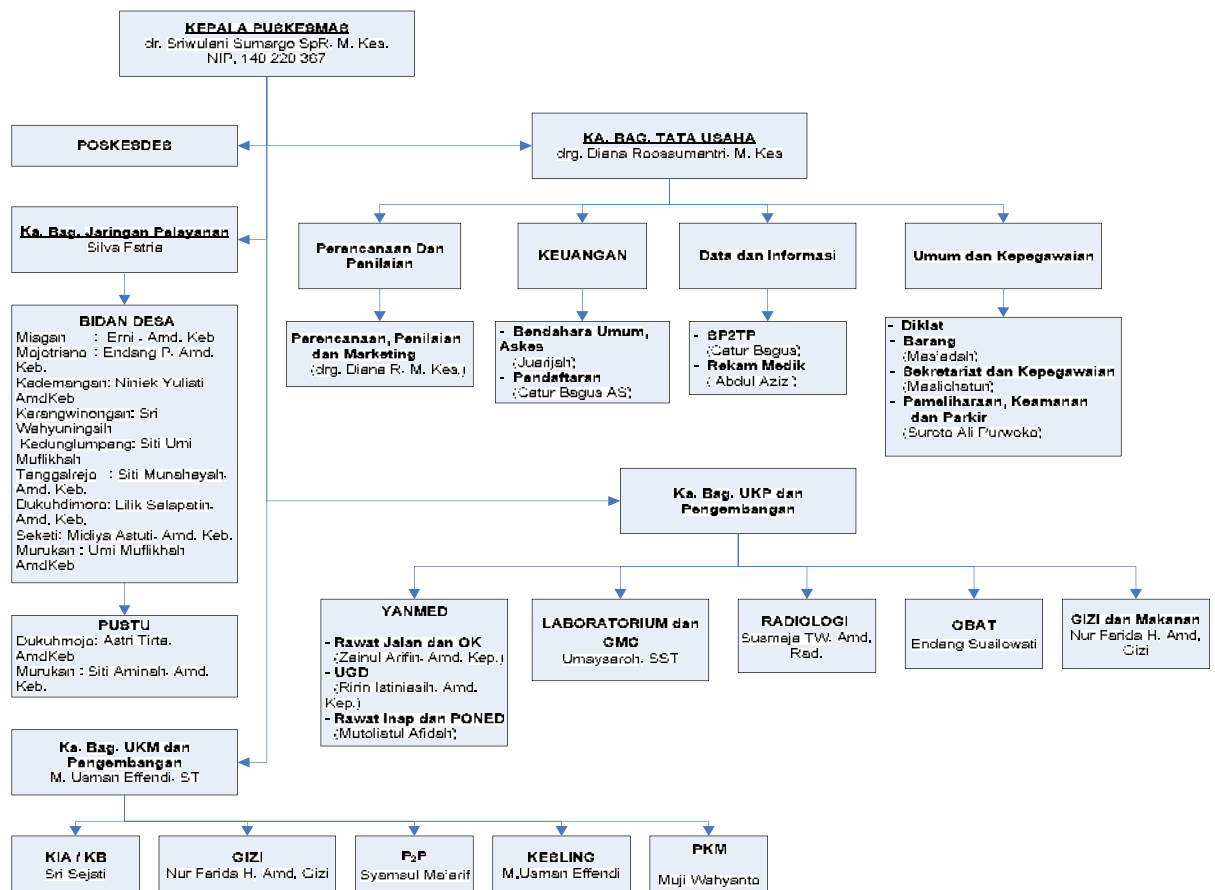 KEPALA PUSKESMAS
dr. Sriwulani Sumargo SpR. M. Kes.
NIP. 140 220 367
POSKESDES
KA. BAG. TATA USAHA
drg. Diana Roosumantri. M. Kes
Ka. Bag. Jaringan Pelayanan
Silva Fatria
Perencanaan Dan
Penilaian
KEUANGAN
Data dan Informasi
Umum dan Kepegawaian
BIDAN DESA
Miagan : Erni . Amd. Keb
Mojotrisno : Endang P. Amd.
Keb.
Kademangan: Niniek Yuliati
AmdKeb
Karangwinongan: Sri
Wahyuningsih
Kedunglumpang: Siti Umi
Muflikhah
Tanggalrejo : Siti Munahayah.
Amd. Keb.
Dukuhdimoro: Lilik Salapatin.
Amd. Keb.
Seketi: Midiya Astuti. Amd. Keb.
Murukan : Umi Muflikhah
AmdKeb
Perencanaan, Penilaian
dan Marketing
(drg. Diana R. M. Kes.)
- Bendahara Umum,
Askes
(Juarijah)
- Pendaftaran
(Catur Bagus AS)
- SP2TP
(Catur Bagus)
- Rekam Medik
( Abdul Aziz )
- Diklat
- Barang
(Mas'adah)
- Sekretariat dan Kepegawaian
(Maslichatun)
- Pemeliharaan, Keamanan
dan Parkir
(Suroto Ali Purwoko)
Ka. Bag. UKP dan
Pengembangan
PUSTU
Dukuhmojo: Astri Tirta.
AmdKeb
Murukan : Siti Aminah. Amd.
Keb.
YANMED
- Rawat Jalan dan OK
(Zainul Arifin. Amd. Kep.)
- UGD
(Ririn Istiniasih. Amd.
Kep.)
- Rawat Inap dan PONED
(Mutoliatul Afidah)
LABORATORIUM dan
GMC
Umaysaroh. SST
RADIOLOGI
Susmaja TW. Amd.
Rad.
OBAT
Endang Susilowati
GIZI dan Makanan
Nur Farida H. Amd.
Gizi
Ka. Bag. UKM dan
Pengembangan
M. Usman Effendi. ST
KIA / KB
Sri Sejati
GIZI
Nur Farida H. Amd. Gizi
P2P
Syamsul Ma'arif
KESLING
M.Usman Effendi
PKM
Muji Wahyanto